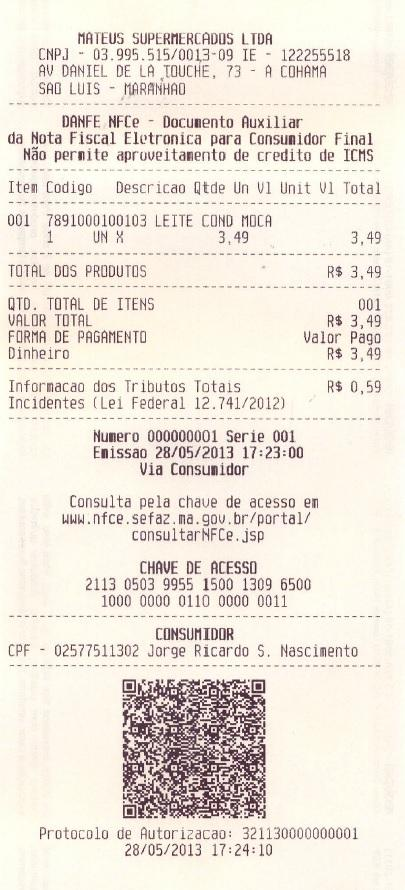 MATEUS SUPERMERCADOS LTDA
CNPJ - 03.995.515/0013-09 IE - 122255518
AV DANIEL DE LA TOUCHE, 73 - A COHAMA
SAO LUIS - MARANHAO
DANFE NFCe - Documento Auxiliar
da Nota Fiscal Eletronica para Consumidor Final
Não permite aproveitamento de credito de ICMS
Item Codigo Descricao Qtde Un Vl Unit Vl Total
001 7891000100103 LEITE COND MOCA
1 UN X 3,49 3,49
TOTAL DOS PRODUTOS R$ 3,49
QTD. TOTAL DE ITENS 001
VALOR TOTAL R$ 3,49
FORMA DE PAGAMENTO Valor Pago
Dinheiro R$ 3,49
Informacao dos Tributos Totais R$ 0,59
Incidentes (Lei Federal 12.741/2012)
Numero 000000001 Serie 001
Emissao 28/05/2013 17:23:00
Via Consumidor
Consulta pela chave de acesso em
www.nfce.sefaz.ma.gov.br/portal/
consultarNFCe.jsp
CHAVE DE ACESSO
2113 0503 9955 1500 1309 6500
1000 0000 0110 0000 0011
CONSUMIDOR
CPF - 02577511302 Jorge Ricardo S. Nascimento
Protocolo de Autorizacao: 321130000000001
28/05/2013 17:24:10